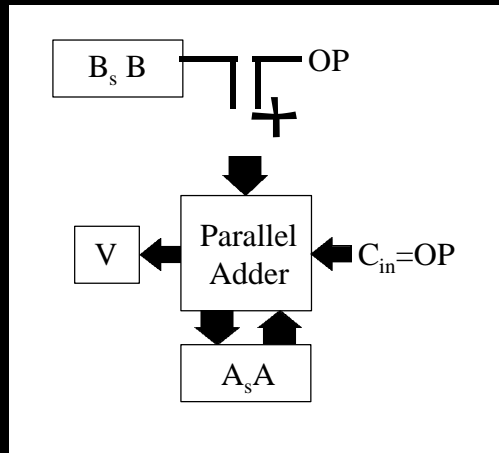 B_s B
OP
+
Parallel
Adder
V
C_in=OP
A_sA